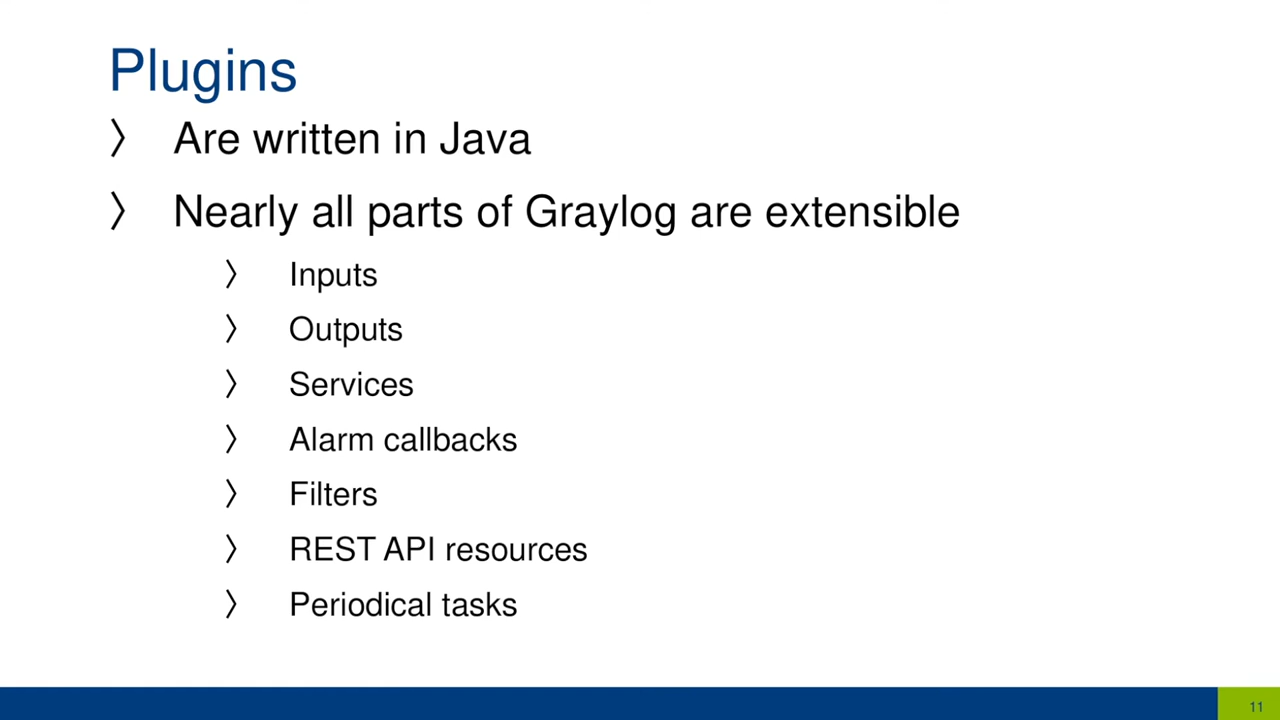 Plugins
〉 Are written in Java
〉 Nearly all parts of Graylog are extensible
〉 Inputs
〉 Outputs
〉 Services
〉 Alarm callbacks
〉 Filters
〉 REST API resources
〉 Periodical tasks
11